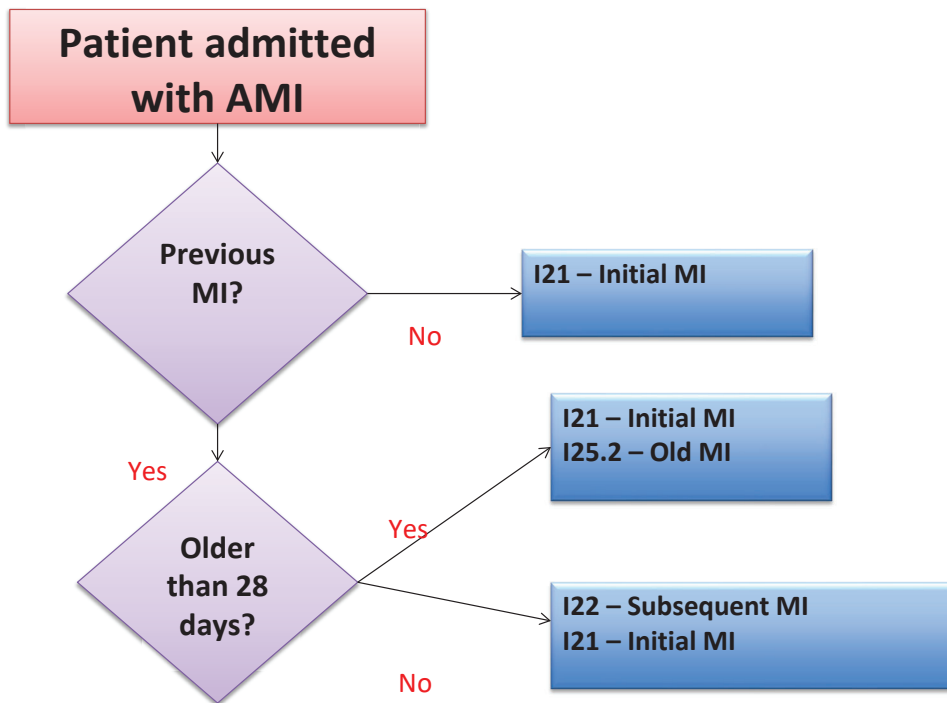 Patient admitted
with AMI
Previous
MI?
I21 – Initial MI
No
I21 – Initial MI
I25.2 – Old MI
Yes
Yes
Older
than 28
days?
I22 – Subsequent MI
I21 – Initial MI
No